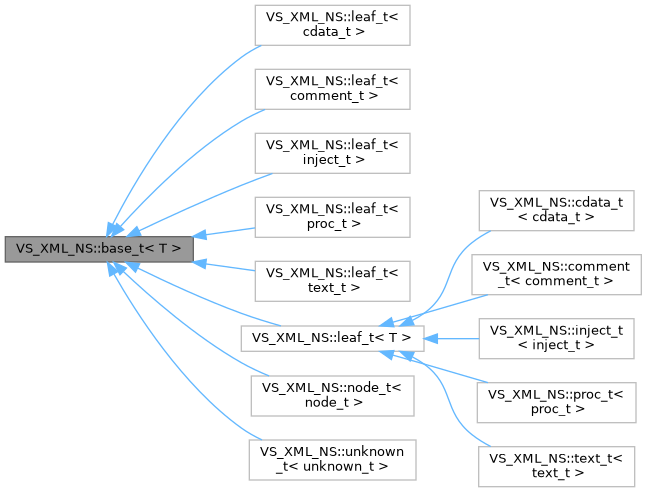 VS_XML_NS::base_t< T >
VS_XML_NS::leaf_t<
cdata_t >
VS_XML_NS::leaf_t<
comment_t >
VS_XML_NS::leaf_t<
inject_t >
VS_XML_NS::leaf_t<
proc_t >
VS_XML_NS::leaf_t<
text_t >
VS_XML_NS::leaf_t< T >
VS_XML_NS::node_t<
node_t >
VS_XML_NS::unknown
_t< unknown_t >
VS_XML_NS::cdata_t
< cdata_t >
VS_XML_NS::comment
_t< comment_t >
VS_XML_NS::inject_t
< inject_t >
VS_XML_NS::proc_t<
proc_t >
VS_XML_NS::text_t<
text_t >